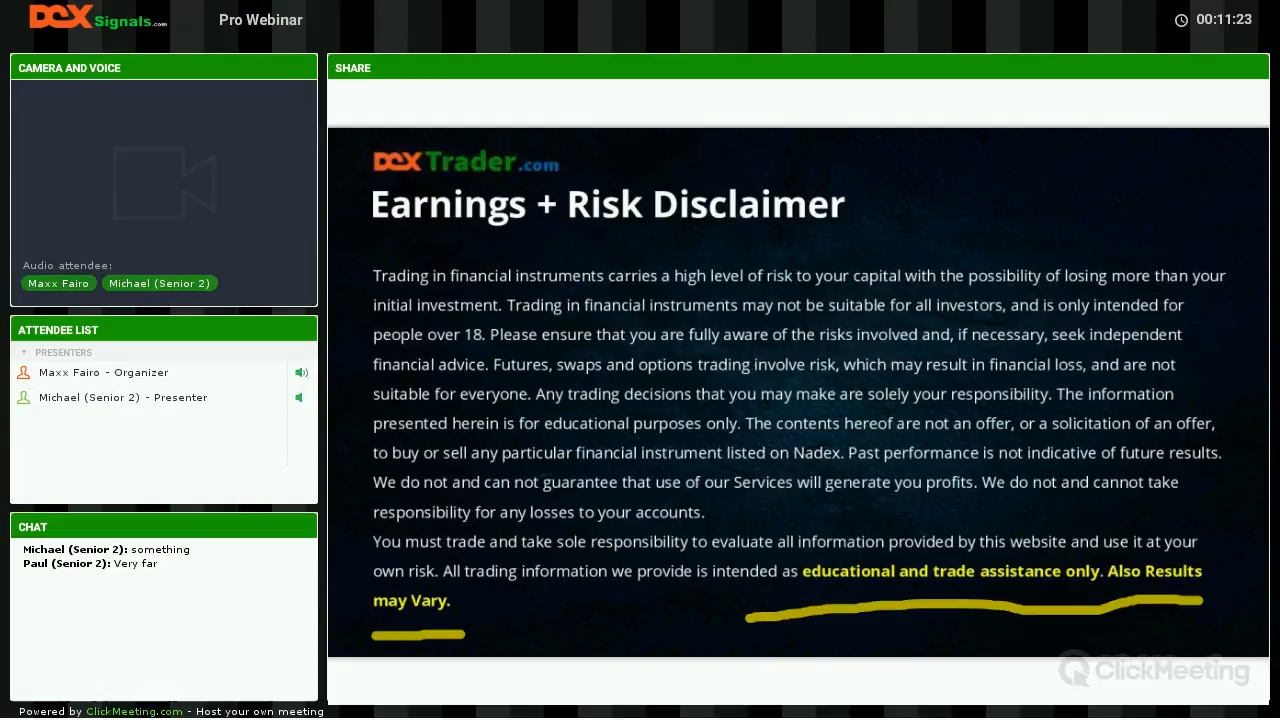 DCX Signals.com
Pro Webinar
00:11:23
CAMERA AND VOICE
Audio attendee:
Maxx Fairo
Michael (Senior 2)
ATTENDEE LIST
PRESENTERS
Maxx Fairo - Organizer
Michael (Senior 2) - Presenter
CHAT
Michael (Senior 2): something
Paul (Senior 2): Very far
Powered by ClickMeeting.com - Host your own meeting
SHARE
DCX Trader.com
Earnings + Risk Disclaimer
Trading in financial instruments carries a high level of risk to your capital with the possibility of losing more than your
initial investment. Trading in financial instruments may not be suitable for all investors, and is only intended for
people over 18. Please ensure that you are fully aware of the risks involved and, if necessary, seek independent
financial advice. Futures, swaps and options trading involve risk, which may result in financial loss, and are not
suitable for everyone. Any trading decisions that you may make are solely your responsibility. The information
presented herein is for educational purposes only. The contents hereof are not an offer, or a solicitation of an offer,
to buy or sell any particular financial instrument listed on Nadex. Past performance is not indicative of future results.
We do not and can not guarantee that use of our Services will generate you profits. We do not and cannot take
responsibility for any losses to your accounts.
You must trade and take sole responsibility to evaluate all information provided by this website and use it at your
own risk. All trading information we provide is intended as educational and trade assistance only. Also Results
may Vary.
ClickMeeting